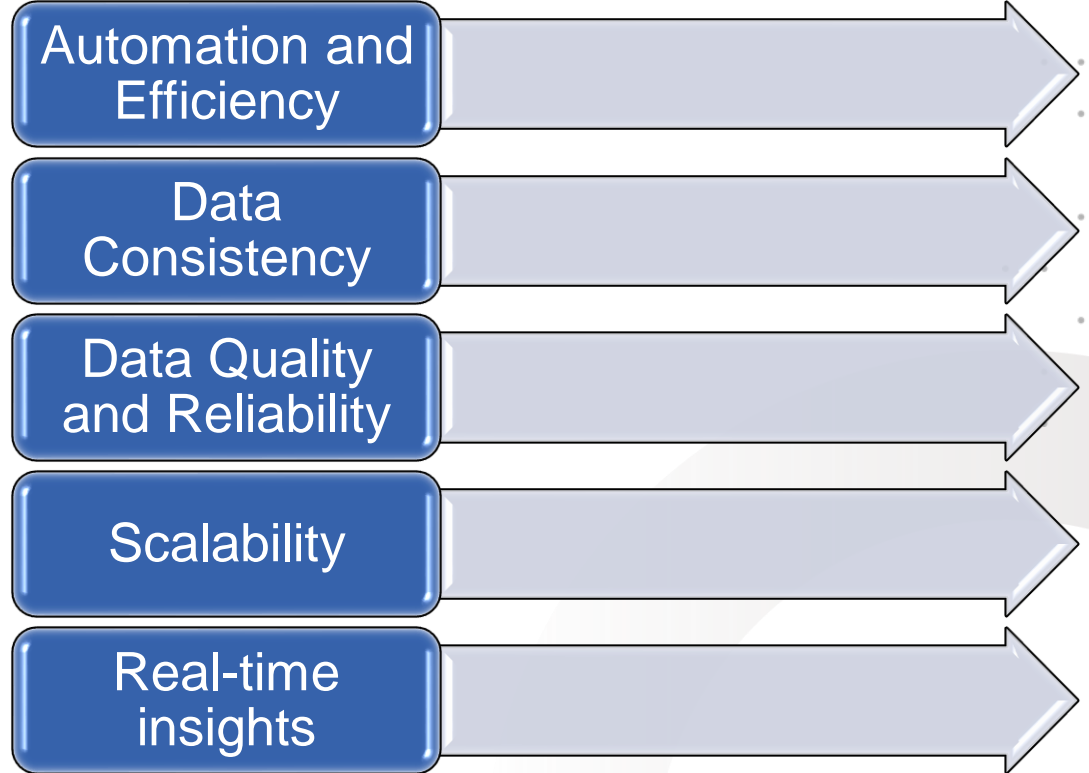 Automation and
Efficiency
Data
Consistency
Data Quality
and Reliability
Scalability
Real-time
insights